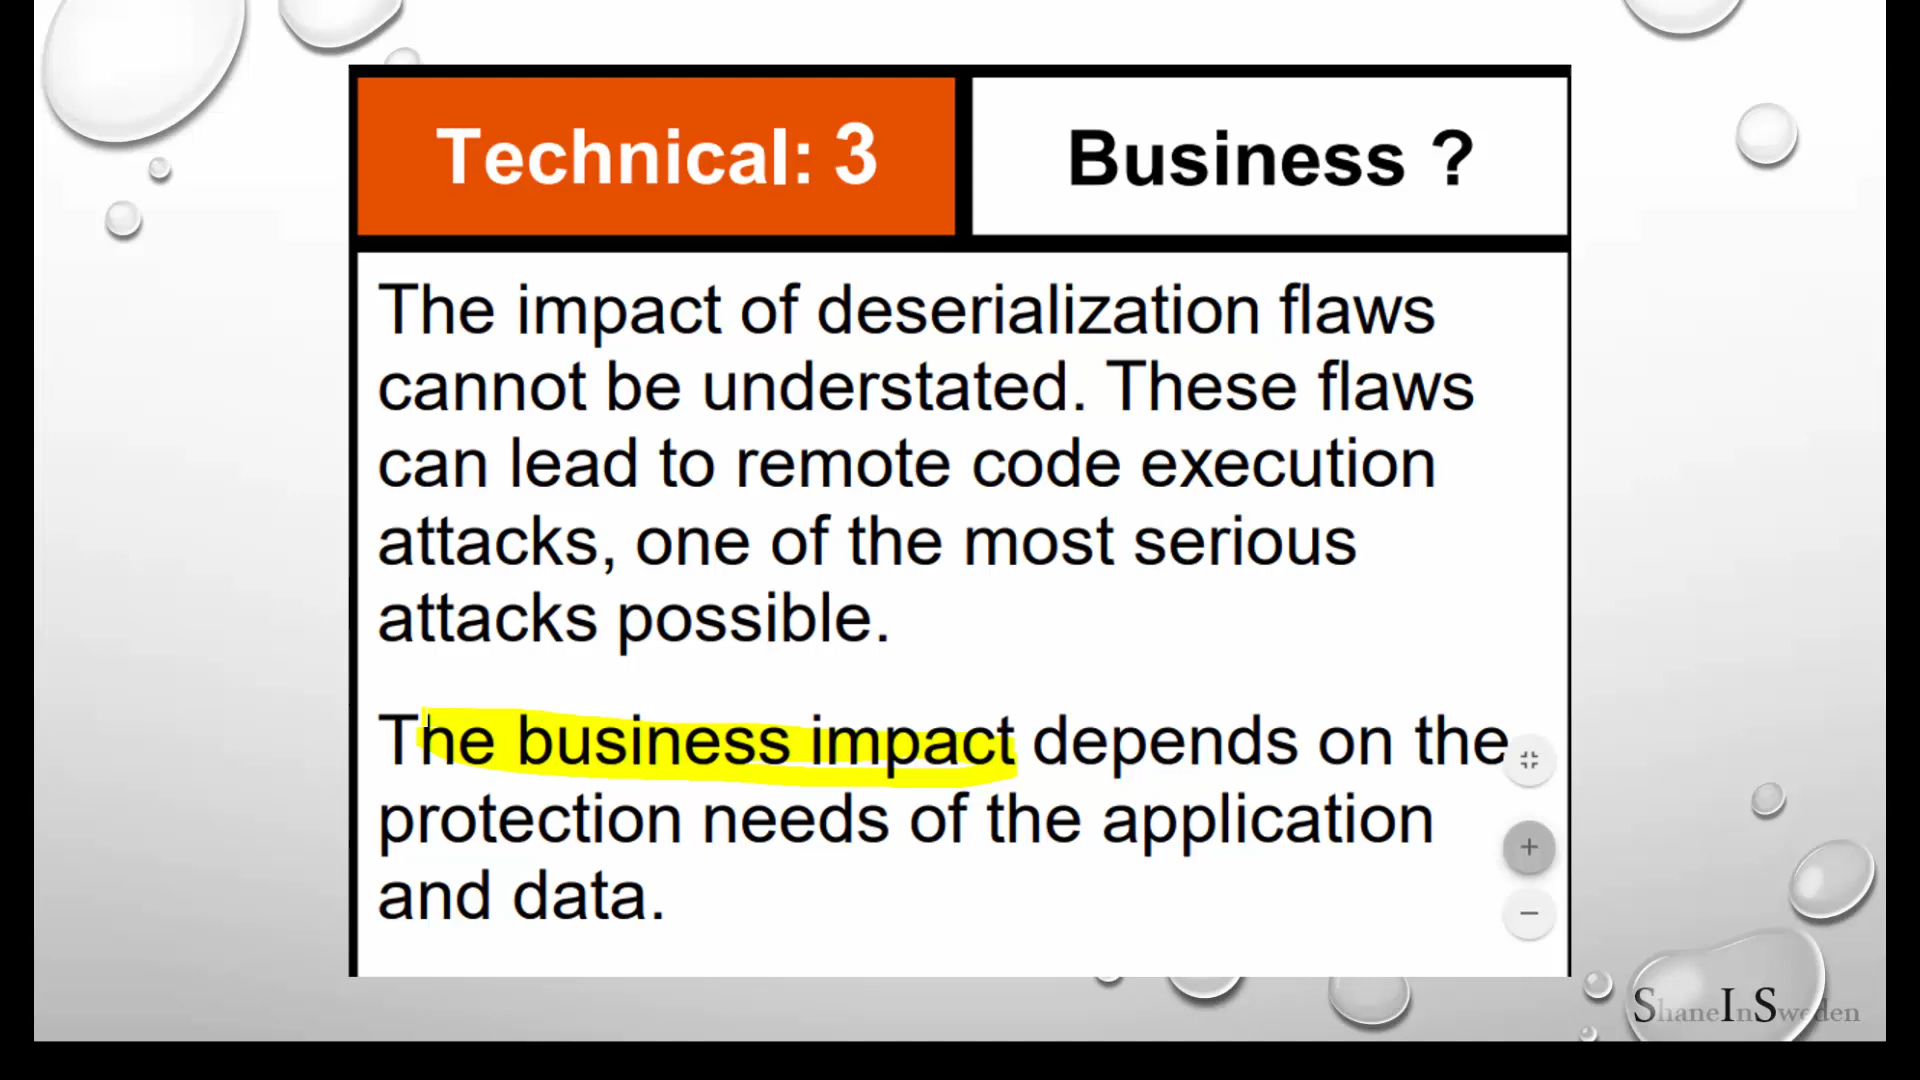 Technical: 3
Business ?
The impact of deserialization flaws
cannot be understated. These flaws
can lead to remote code execution
attacks, one of the most serious
attacks possible.
The business impact depends on the
protection needs of the application
and data.
ShaneInSweden